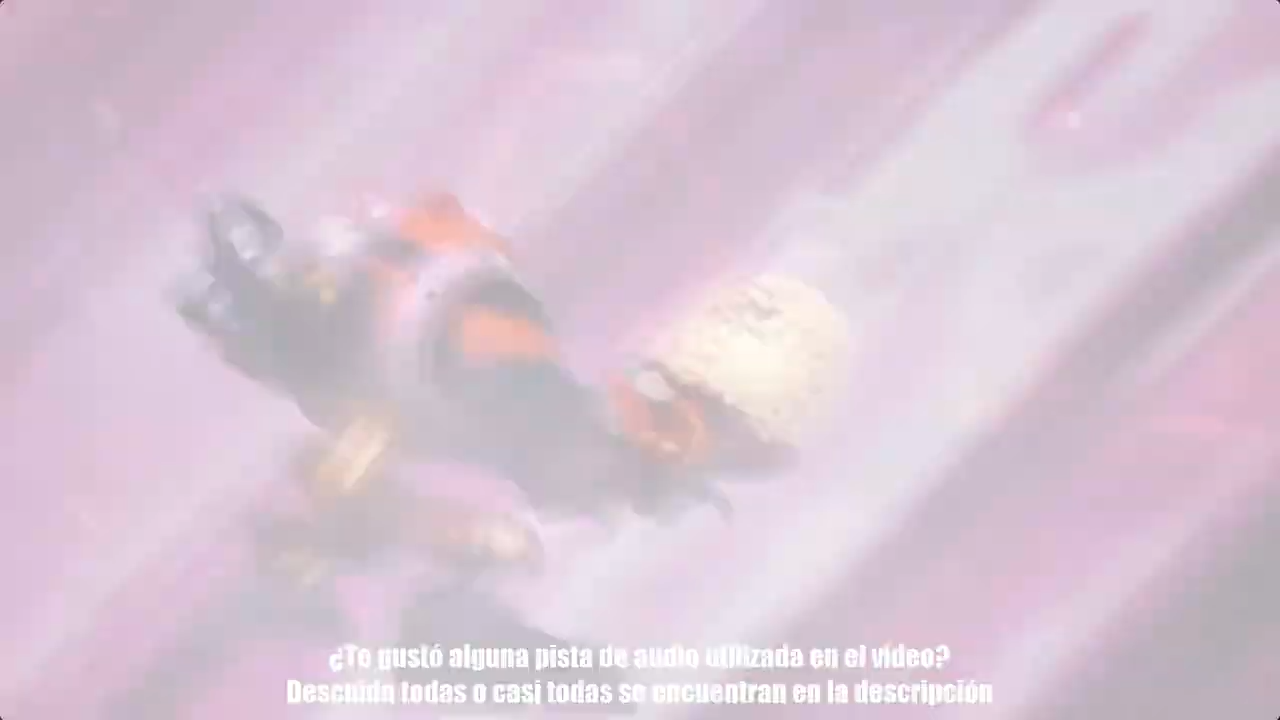 ¿Te gustó alguna pista de audio utilizada en el video?
Descuida todas o casi todas se encuentran en la descripción